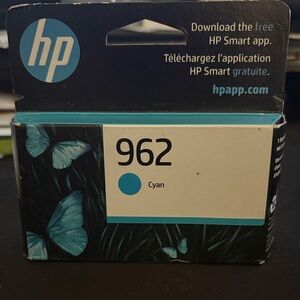 hp
Download the free
HP Smart app.
Téléchargez l'application
HP Smart gratuite.
hpapp.com
962
Cyan